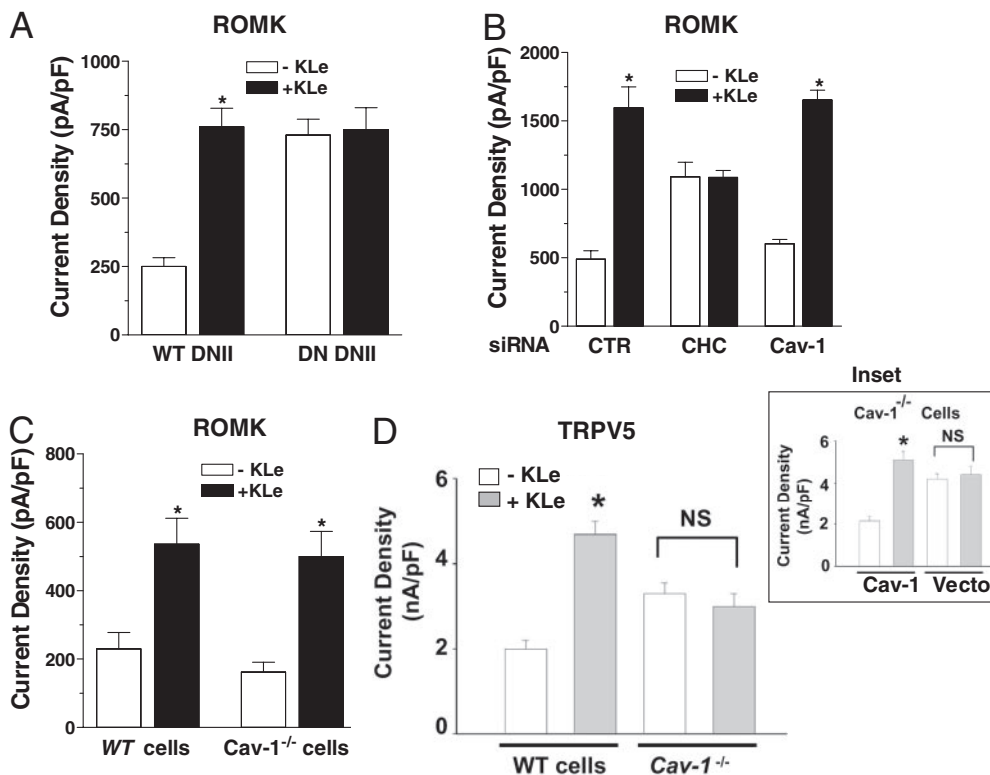 A
ROMK
Current Density (pA/pF)
1000
750
500
250
0
- KLe
+KLe
*
WT DNII
DN DNII
B
ROMK
Current Density (pA/pF)
2000
1500
1000
500
0
- KLe
+KLe
*
*
siRNA
CTR
CHC
Cav-1
C
ROMK
Current Density (pA/pF)
800
600
400
200
0
- KLe
+KLe
*
*
WT cells
Cav-1-/- cells
D
TRPV5
Current Density
(nA/pF)
6
4
2
0
- KLe
+ KLe
*
NS
WT cells
Cav-1 -/-
Inset
Cav-1-/- Cells
Current Density
(nA/pF)
6
4
2
0
*
NS
Cav-1
Vecto